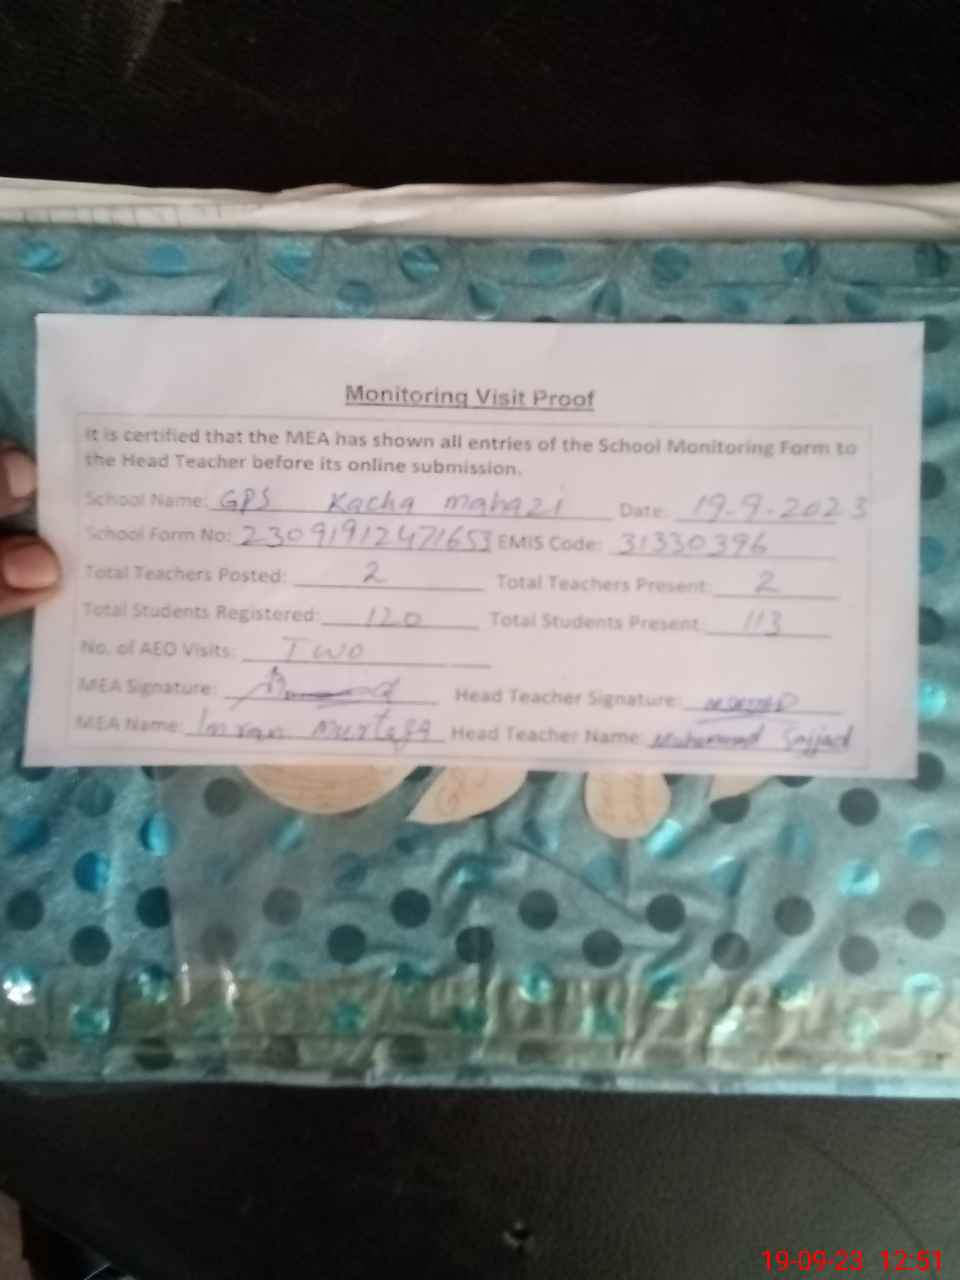 Monitoring Visit Proof
It is certified that the MEA has shown all entries of the School Monitoring Form to
the Head Teacher before its online submission.
School Name: GPS Kacha mahazi Date: 19-9-2023
School Form No: 23091912471653 EMIS Code: 31330396
Total Teachers Posted: 2 Total Teachers Present: 2
Total Students Registered: 120 Total Students Present: 113
No. of AEO Visits: Two
MEA Signature: Head Teacher Signature:
MEA Name: Imran Murtaza Head Teacher Name: Muhammad Sajjad
19-09-23 12:51